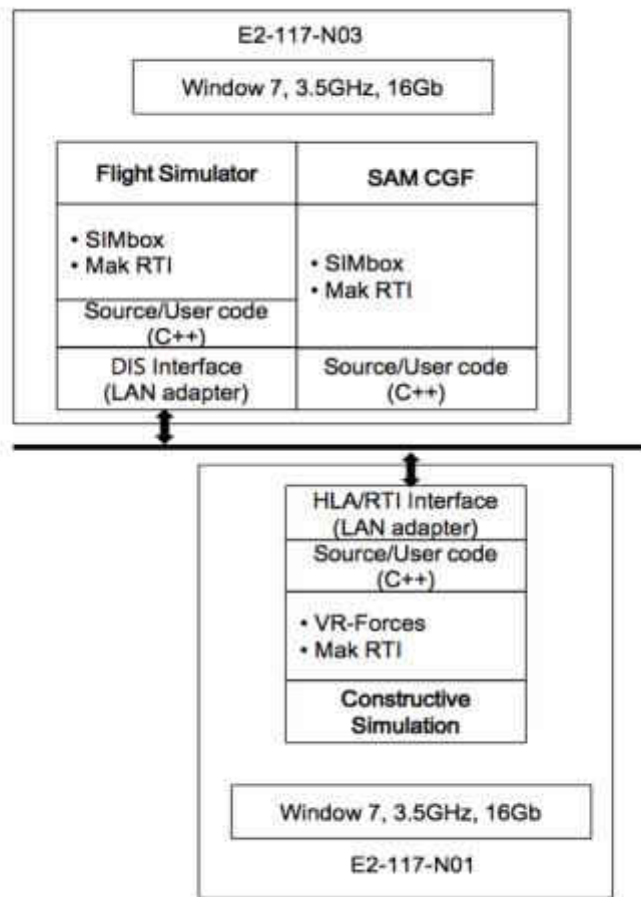 E2-117-N03
Window 7, 3.5GHz, 16Gb
Flight Simulator
SAM CGF
• SIMbox
• Mak RTI
• SIMbox
• Mak RTI
Source/User code
(C++)
DIS Interface
(LAN adapter)
Source/User code
(C++)
HLA/RTI Interface
(LAN adapter)
Source/User code
(C++)
• VR-Forces
• Mak RTI
Constructive
Simulation
Window 7, 3.5GHz, 16Gb
E2-117-N01